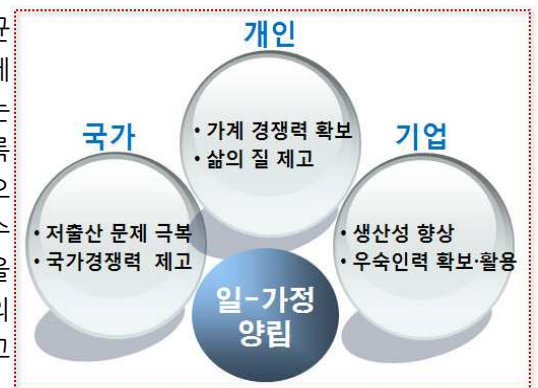 개인
• 가계 경쟁력 확보
• 삶의 질 제고
국가
• 저출산 문제 극복
• 국가경쟁력 제고
기업
• 생산성 향상
• 우숙인력 확보·활용
일-가정
양립